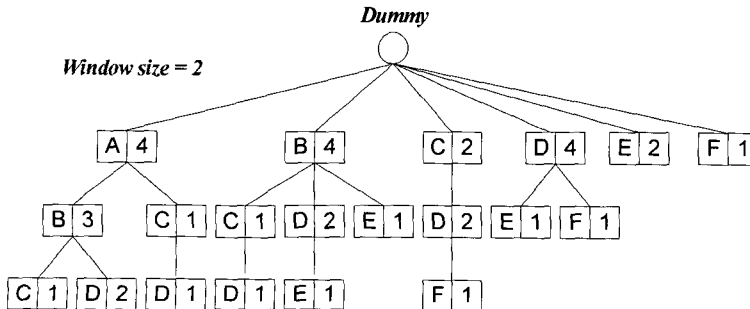 Dummy
Window size = 2
A 4 B 4 C 2 D 4 E 2 F 1
B 3 C 1 C 1 D 2 E 1 D 2 E 1 F 1
C 1 D 2 D 1 D 1 E 1 F 1